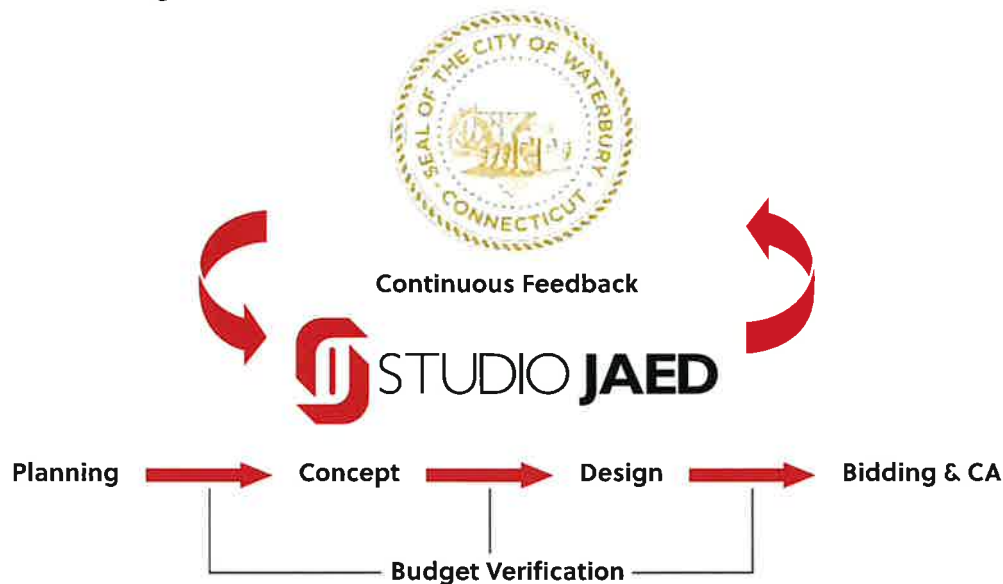 SEAL OF THE CITY OF WATERBURY
· CONNECTICUT ·
Continuous Feedback
STUDIO JAED
Planning Concept Design Bidding & CA
Budget Verification